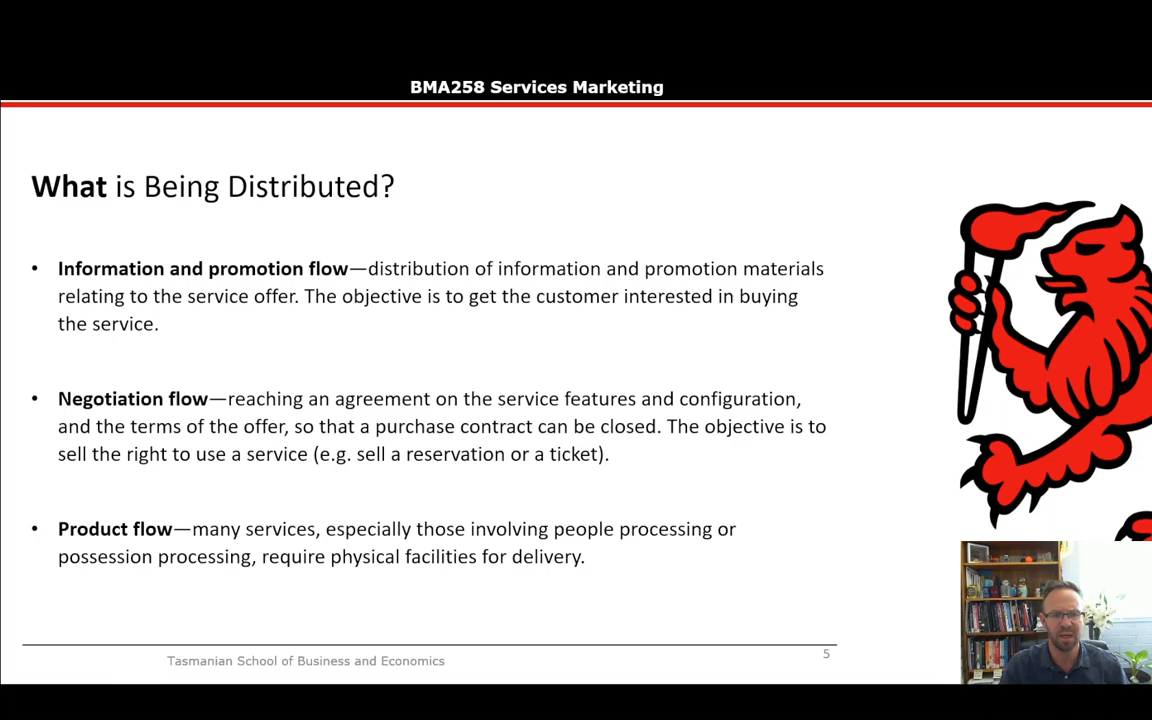 BMA258 Services Marketing
What is Being Distributed?
• Information and promotion flow—distribution of information and promotion materials
relating to the service offer. The objective is to get the customer interested in buying
the service.
• Negotiation flow—reaching an agreement on the service features and configuration,
and the terms of the offer, so that a purchase contract can be closed. The objective is to
sell the right to use a service (e.g. sell a reservation or a ticket).
• Product flow—many services, especially those involving people processing or
possession processing, require physical facilities for delivery.
Tasmanian School of Business and Economics
5